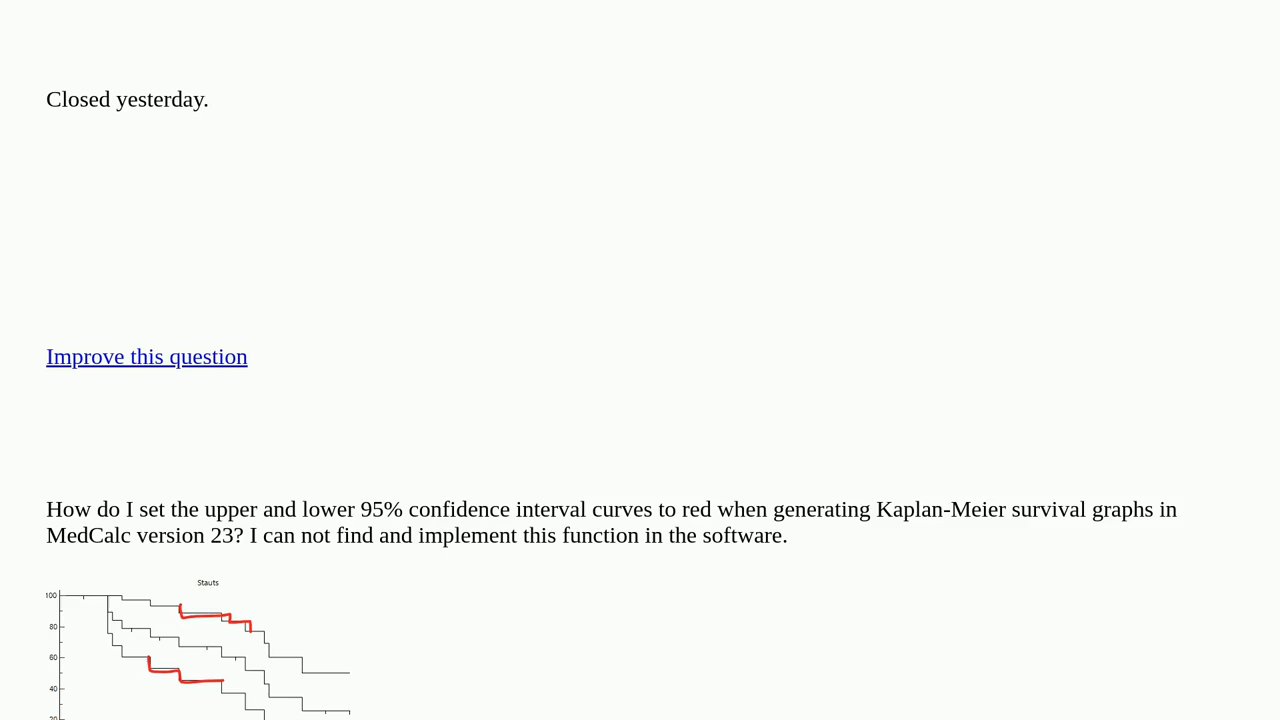 Closed yesterday.
Improve this question
How do I set the upper and lower 95% confidence interval curves to red when generating Kaplan-Meier survival graphs in
MedCalc version 23? I can not find and implement this function in the software.
Stauts
100
80
60
40
20